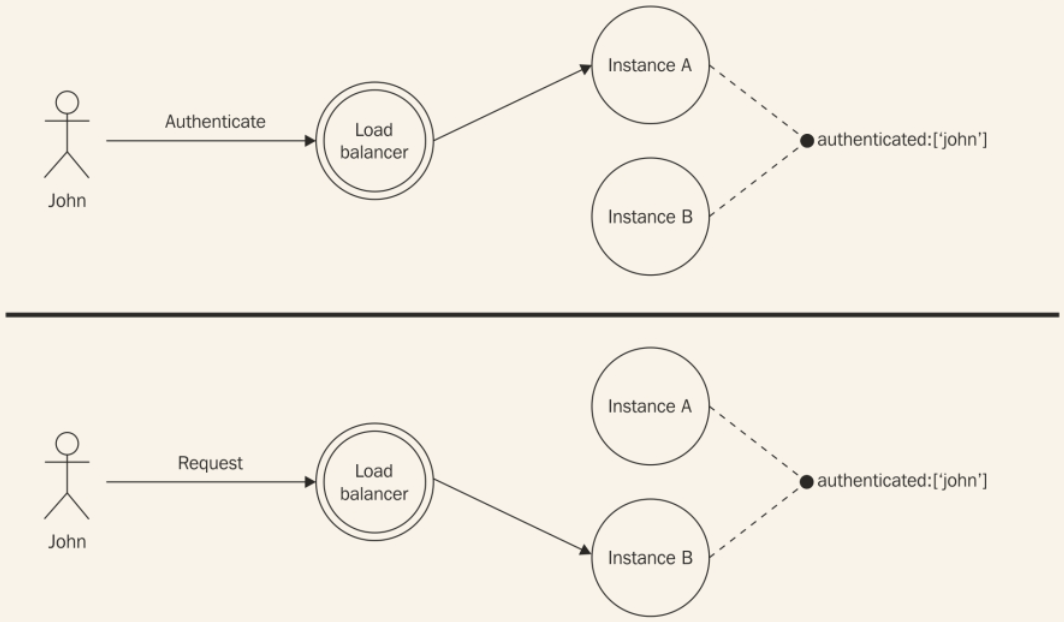 Authenticate
John
Load
balancer
Instance A
Instance B
authenticated:[‘john’]
Request
John
Load
balancer
Instance A
Instance B
authenticated:[‘john’]